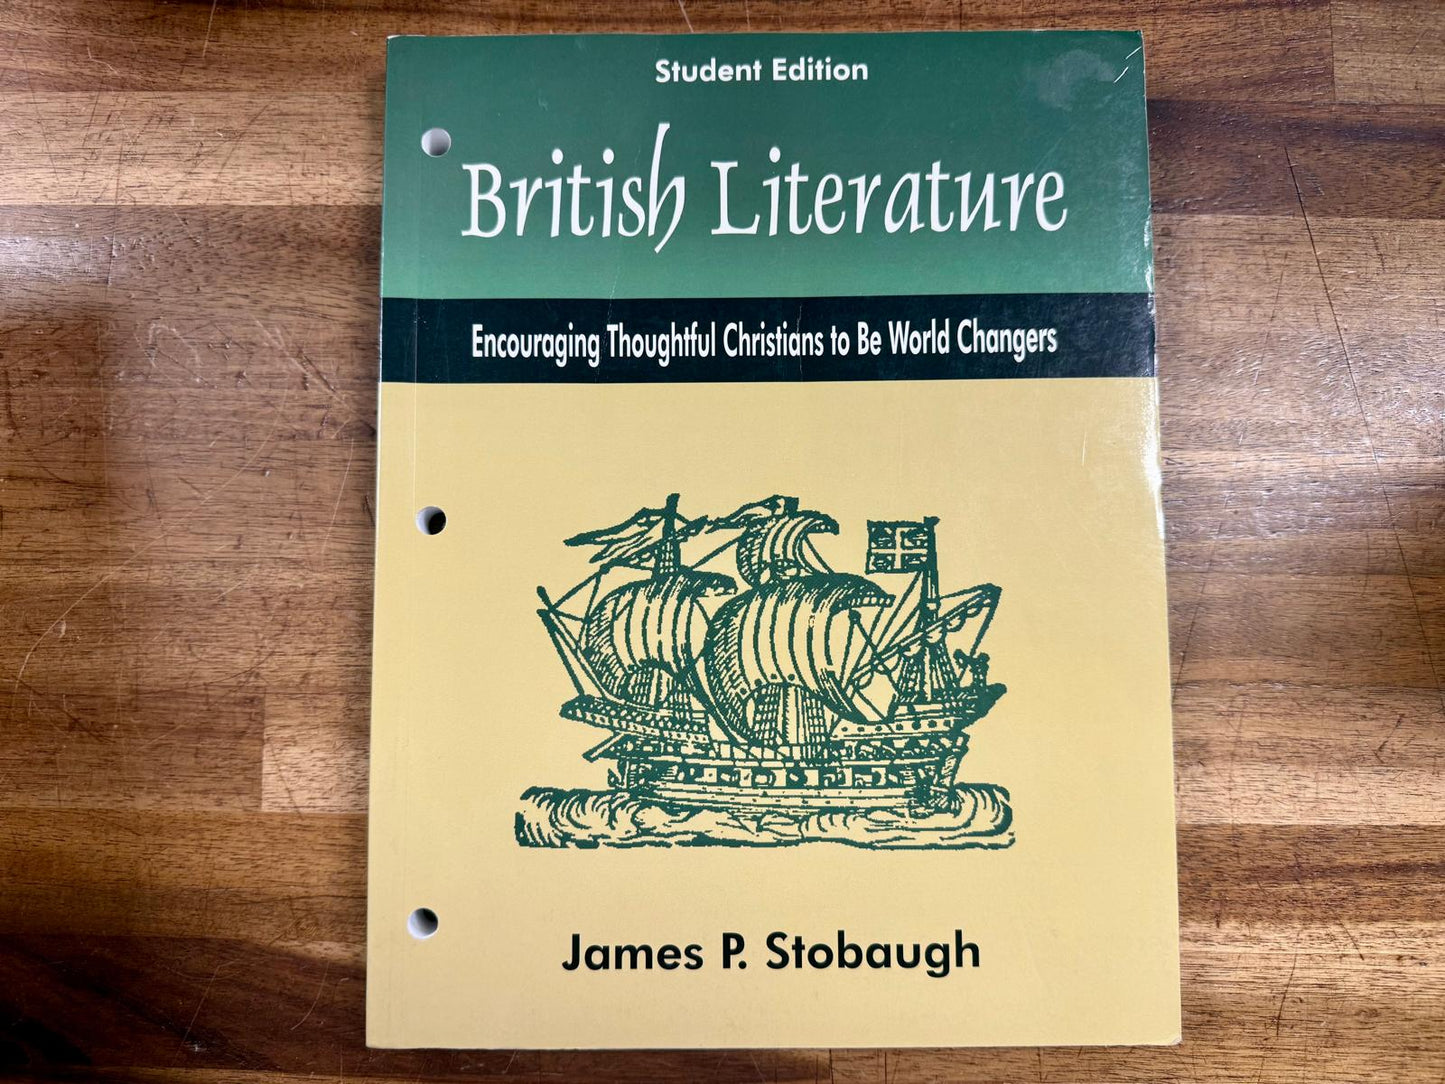 Student Edition
British Literature
Encouraging Thoughtful Christians to Be World Changers
James P. Stobaugh